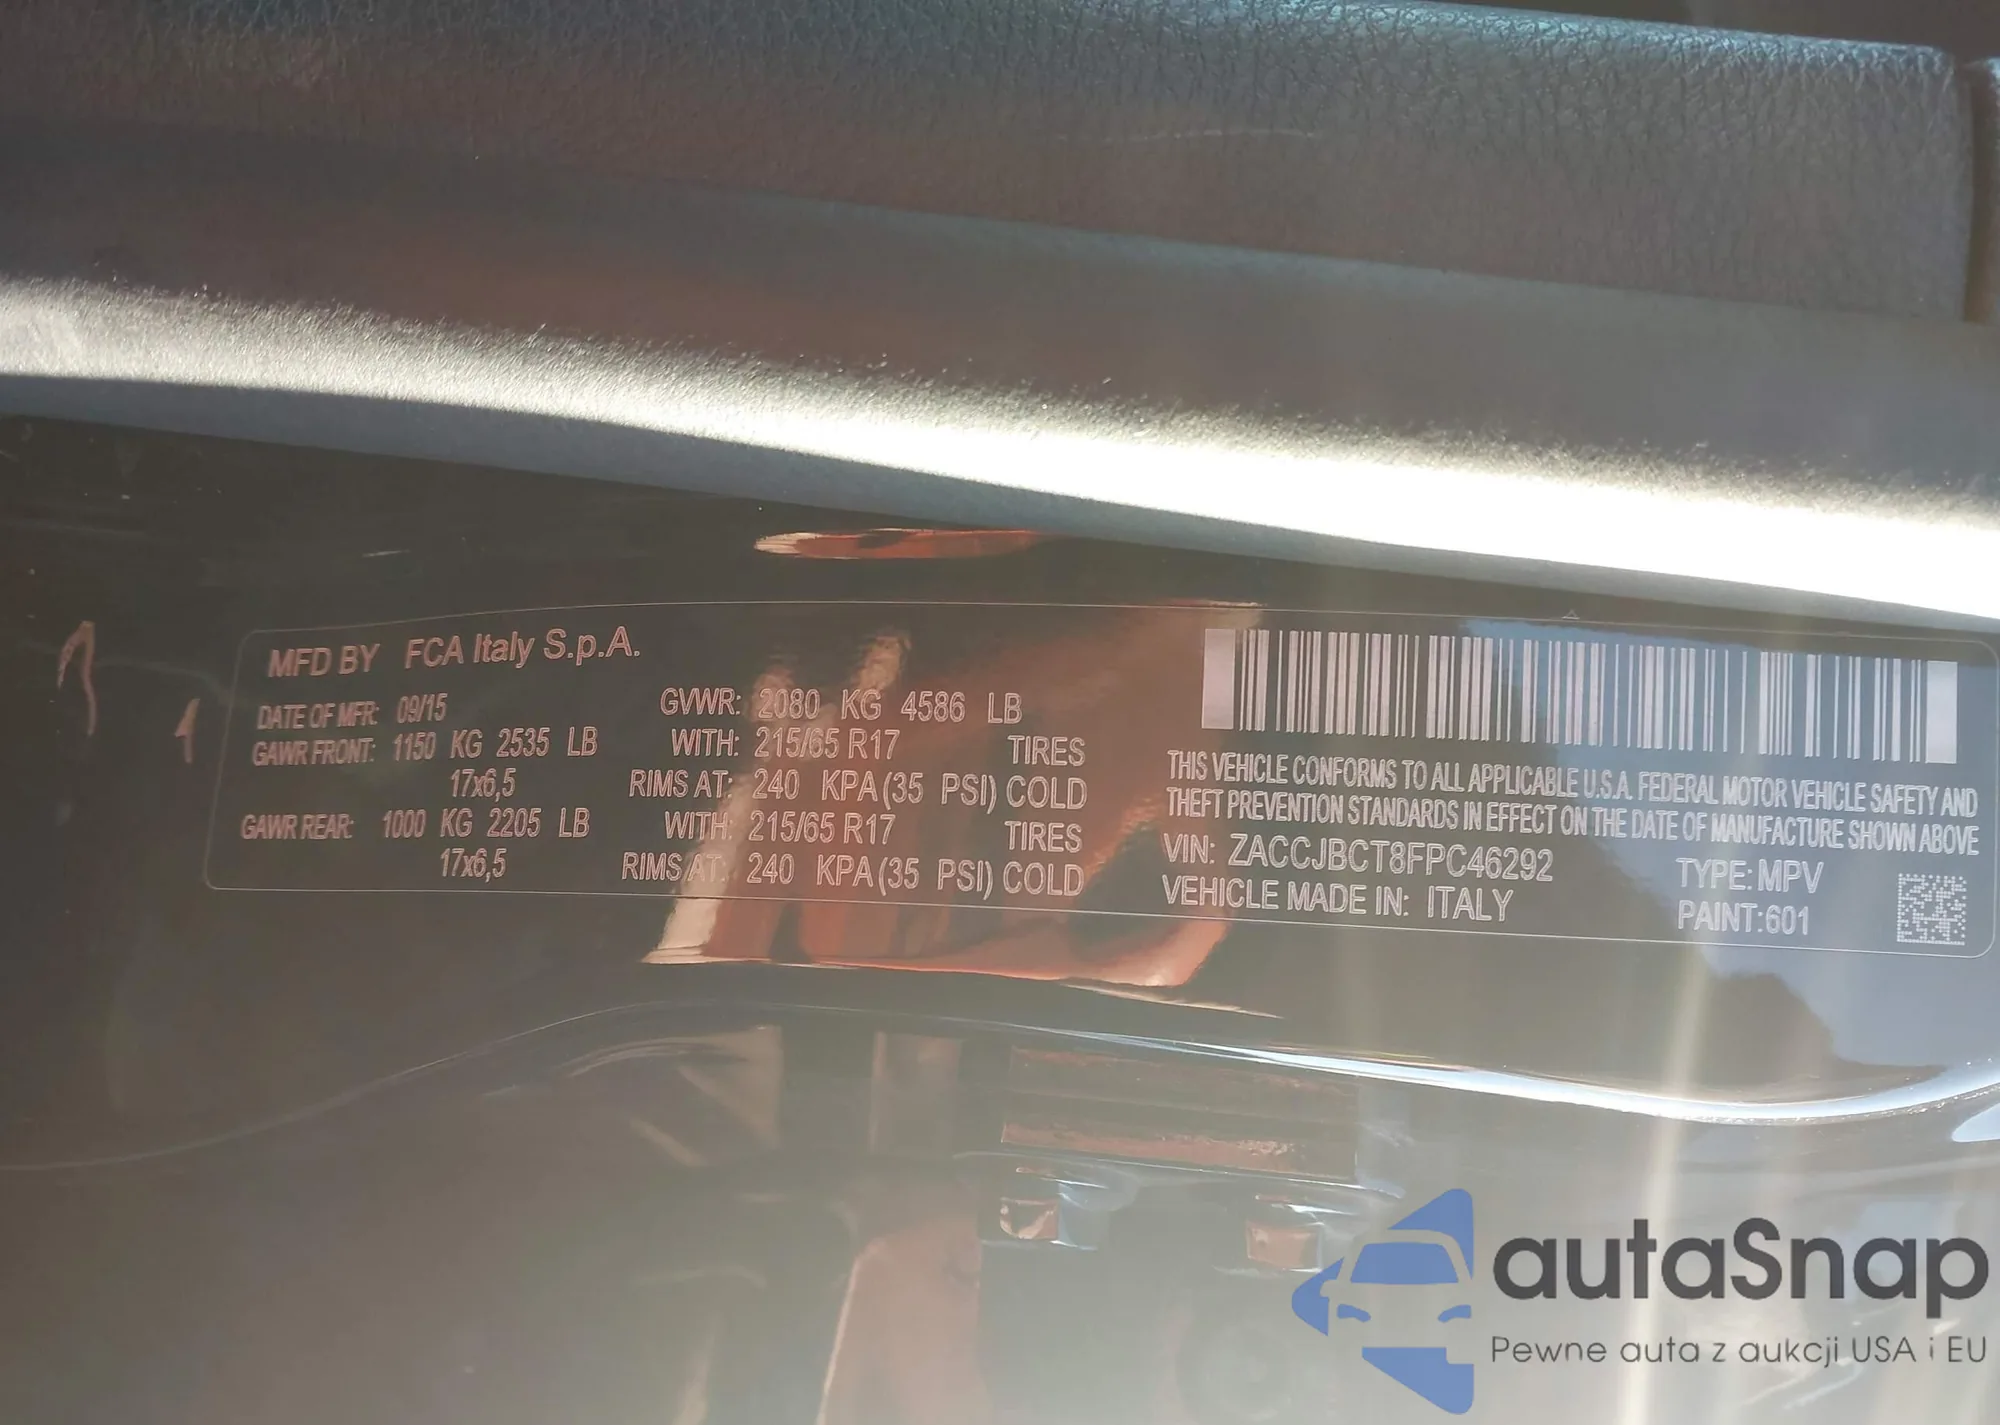 MFD BY FCA Italy S.p.A.
DATE OF MFR: 09/15 GVWR: 2080 KG 4586 LB
GAWR FRONT: 1150 KG 2535 LB WITH: 215/65 R17 TIRES
17x6,5 RIMS AT: 240 KPA(35 PSI) COLD
GAWR REAR: 1000 KG 2205 LB WITH: 215/65 R17 TIRES
17x6,5 RIMS AT: 240 KPA(35 PSI) COLD
THIS VEHICLE CONFORMS TO ALL APPLICABLE U.S.A. FEDERAL MOTOR VEHICLE SAFETY AND
THEFT PREVENTION STANDARDS IN EFFECT ON THE DATE OF MANUFACTURE SHOWN ABOVE
VIN: ZACCJBCT8FPC46292 TYPE: MPV
VEHICLE MADE IN: ITALY PAINT:601
autaSnap
Pewne auta z aukcji USA i EU